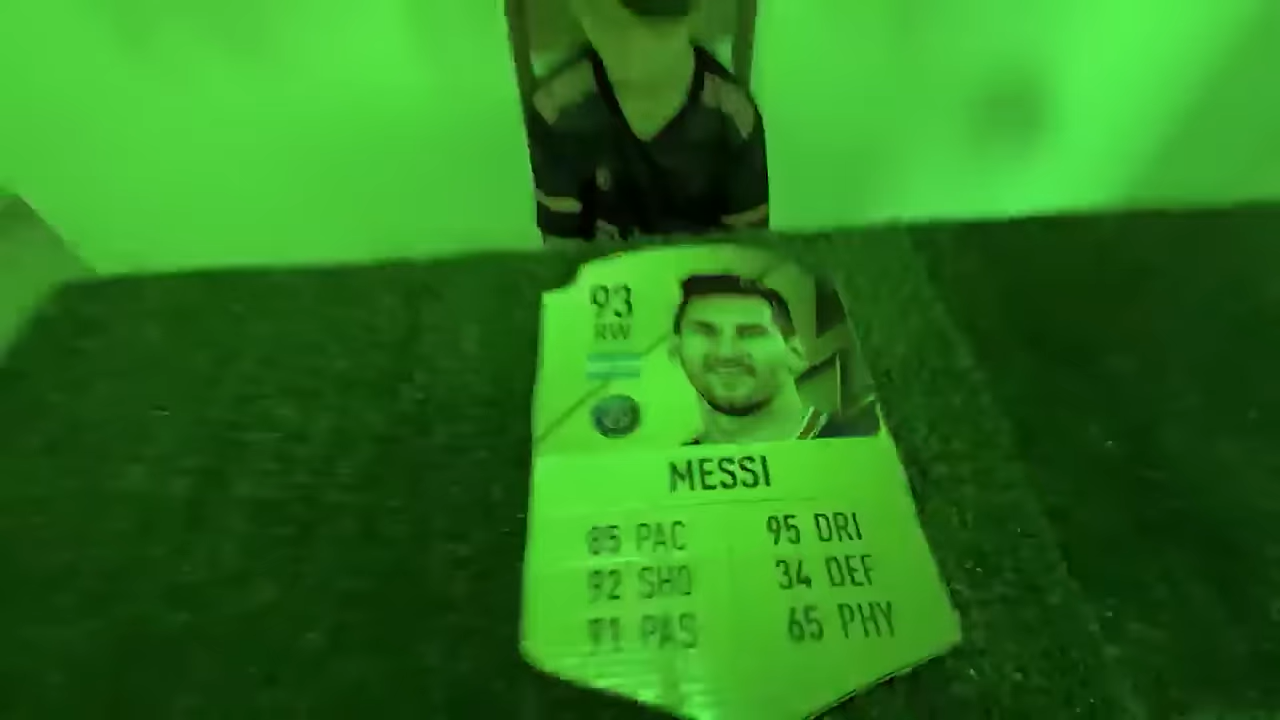 93
RW
MESSI
85 PAC 95 DRI
92 SHO 34 DEF
91 PAS 65 PHY